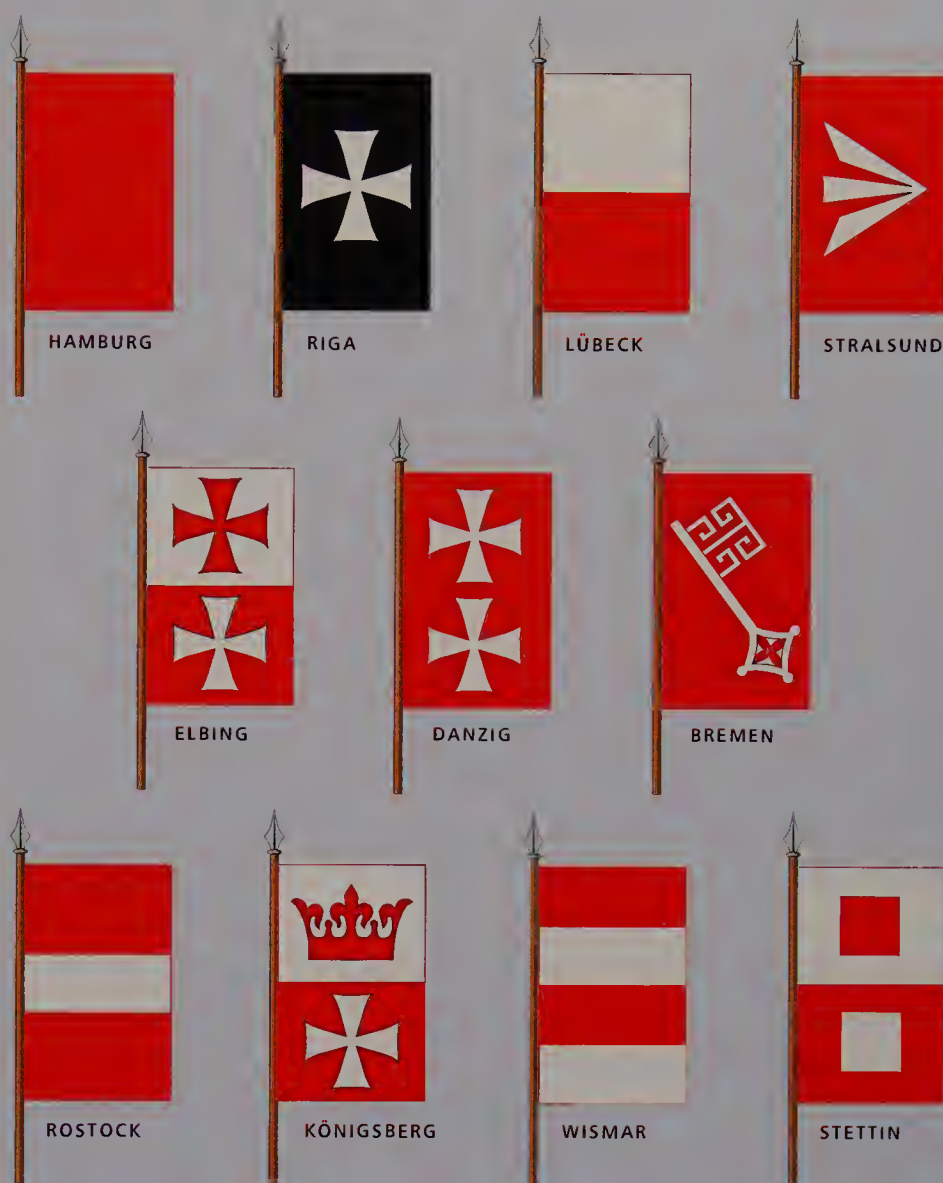 HAMBURG
RIGA
LÜBECK
STRALSUND
ELBING
DANZIG
BREMEN
ROSTOCK
KÖNIGSBERG
WISMAR
STETTIN